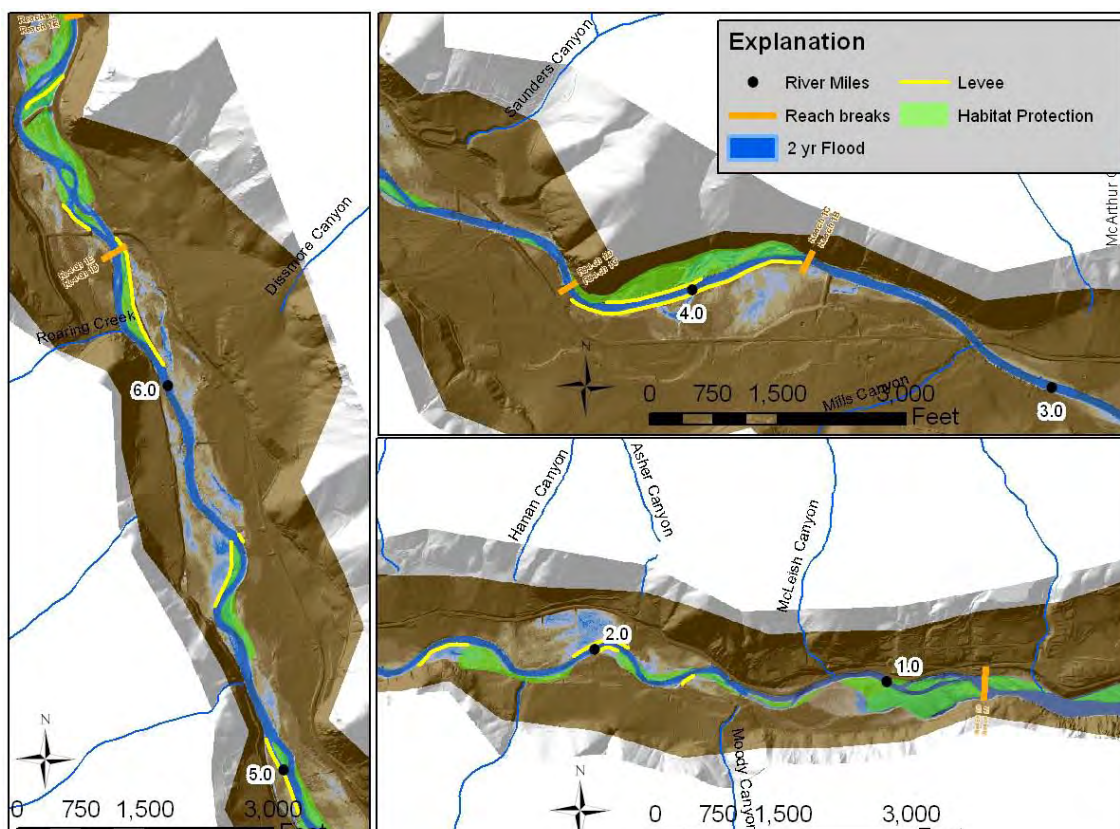 Dissmore Canyon
Roaring Creek
6.0
5.0
N
0 750 1,500 3,000
Saunders Canyon
Explanation
River Miles
Levee
Reach breaks
Habitat Protection
2 yr Flood
4.0
N
Mills Canyon
3.0
0 750 1,500 3,000
Feet
Hanan Canyon
Asher Canyon
McLeish Canyon
2.0
1.0
Moody Canyon
N
0 750 1,500 3,000